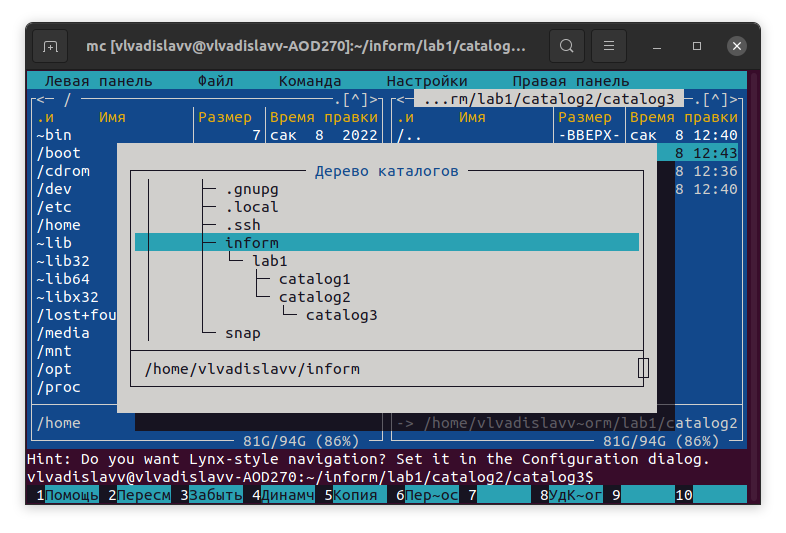 mc [vlvadislavv@vlvadislavv-AOD270]:~/inform/lab1/catalog...
Левая панель Файл Команда Настройки Правая панель
<─ / .[^]> <─ ...rm/lab1/catalog2/catalog3 .[^]>
.и Имя Размер Время правки .и Имя Размер Время правки
~bin 7 сак 8 2022 /.. -ВВЕРХ- сак 8 12:40
/boot 8 12:43
/cdrom Дерево каталогов 8 12:36
/dev .gnupg 8 12:40
/etc .local
/home .ssh
~lib inform
~lib32 lab1
~lib64 catalog1
~libx32 catalog2
/lost+fou catalog3
/media snap
/mnt
/opt /home/vlvadislavv/inform
/proc
/home -> /home/vlvadislavv~orm/lab1/catalog2
81G/94G (86%) 81G/94G (86%)
Hint: Do you want Lynx-style navigation? Set it in the Configuration dialog.
vlvadislavv@vlvadislavv-AOD270:~/inform/lab1/catalog2/catalog3$
1Помощь 2Пересм 3Забыть 4Динамч 5Копия 6Пер~ос 7 8УдК~ог 9 10